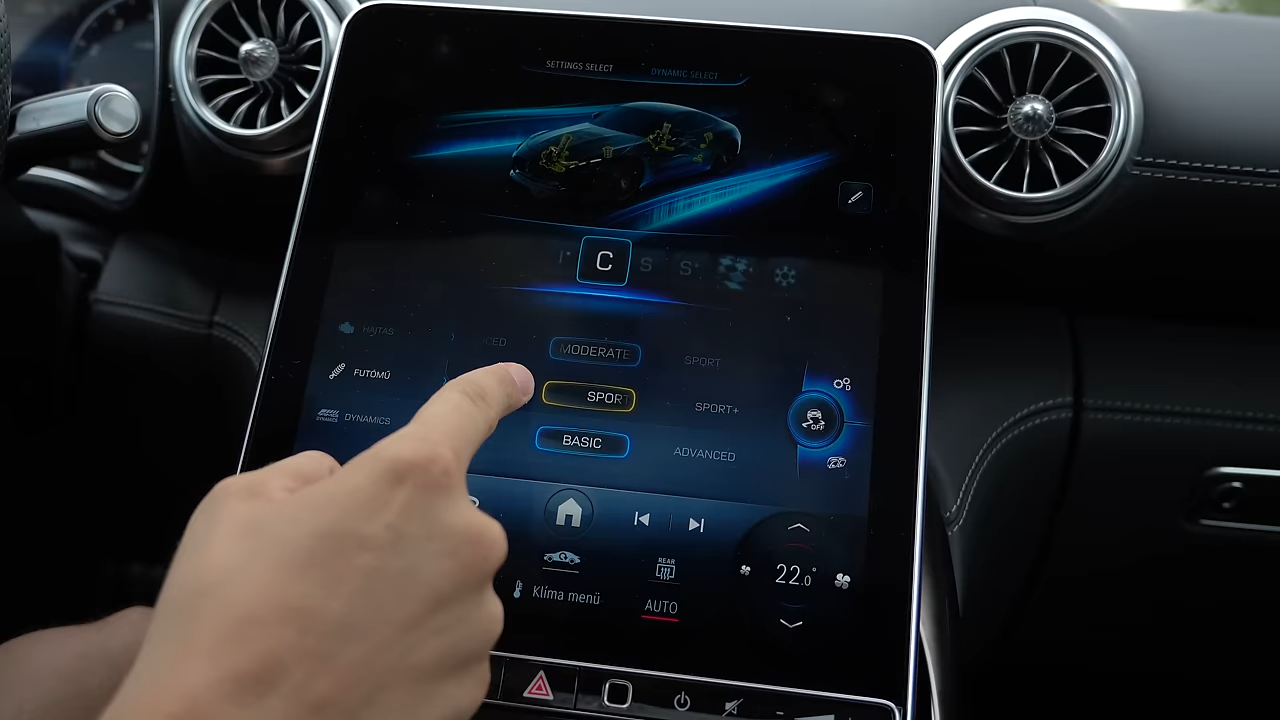 SETTINGS SELECT DYNAMIC SELECT
C S S+
HAJTÁS MODERATE SPORT
FUTÓMŰ SPORT SPORT+
DYNAMICS BASIC ADVANCED
OFF
REAR
22.0°
Klíma menü AUTO